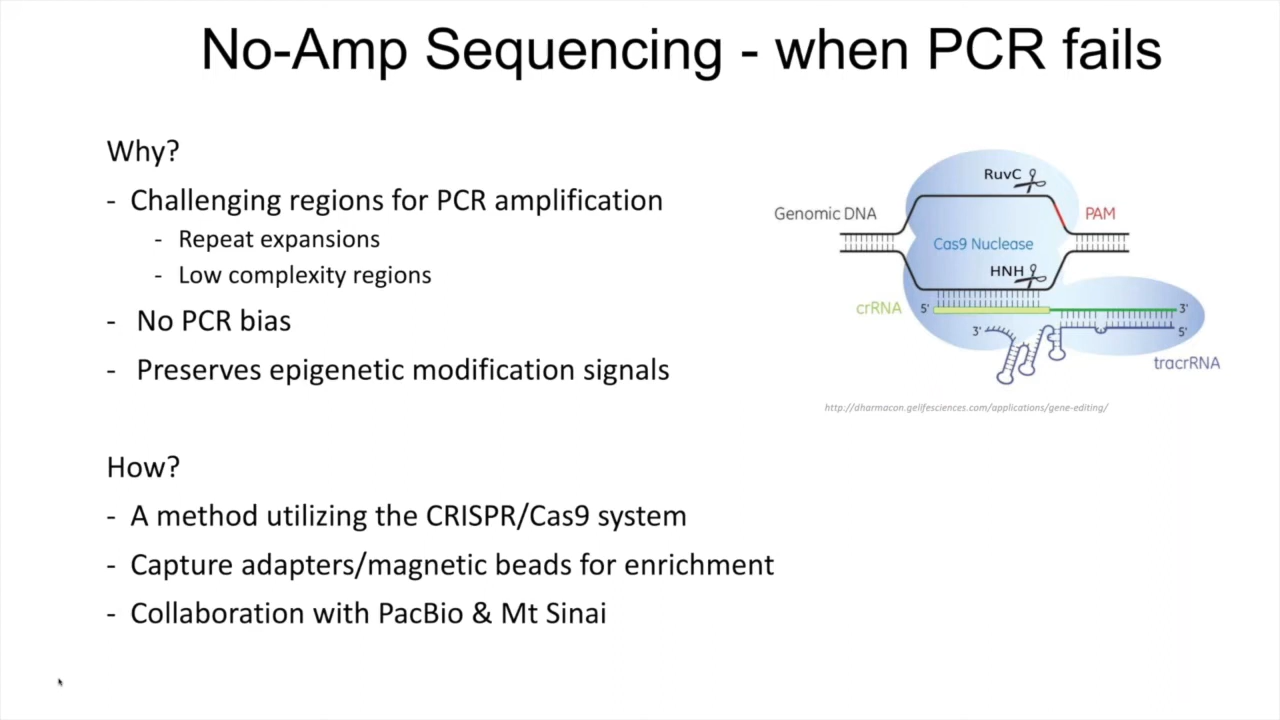 No-Amp Sequencing - when PCR fails
Why?
- Challenging regions for PCR amplification
- Repeat expansions
- Low complexity regions
- No PCR bias
- Preserves epigenetic modification signals
How?
- A method utilizing the CRISPR/Cas9 system
- Capture adapters/magnetic beads for enrichment
- Collaboration with PacBio & Mt Sinai
RuvC
Genomic DNA
PAM
Cas9 Nuclease
HNH
crRNA
5'
3'
3'
5'
tracrRNA
http://dharmacon.gelifesciences.com/applications/gene-editing/